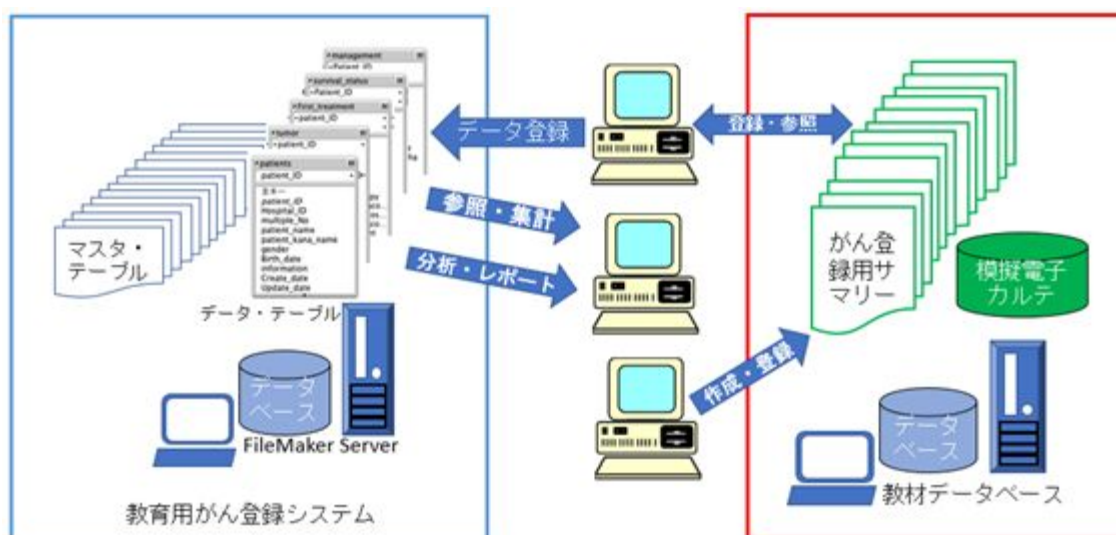 management
Patient_ID
survival_status
Patient_ID
first_treatment
patient_ID
tumor
patient_ID
patients
patient_ID
主キー
patient_ID
Hospital_ID
multiple_No
patient_name
patient_kana_name
gender
Birth_date
information
Create_date
Update_date
マスタ・
テーブル
データ・テーブル
データ
ベース
FileMaker Server
教育用がん登録システム
データ登録
参照・集計
分析・レポート
登録・参照
作成・登録
がん登
録用サ
マリー
模擬電子
カルテ
データ
ベース
教材データベース